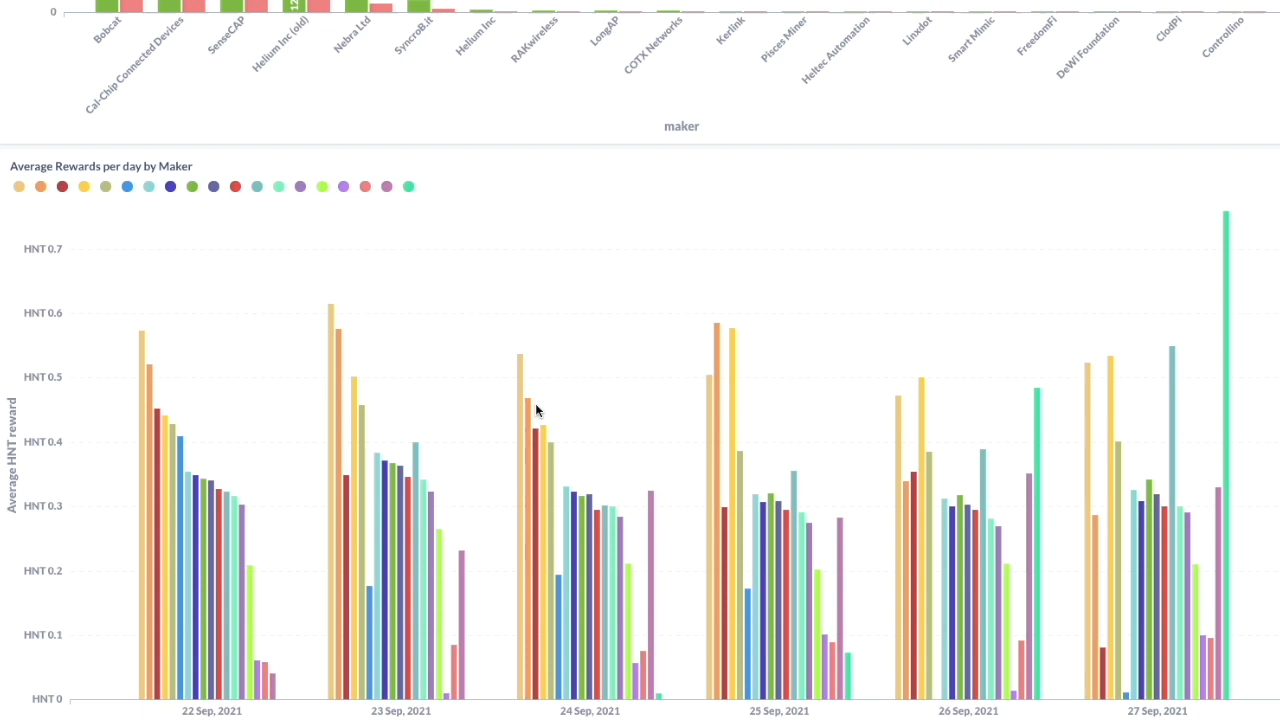 0
12
Bobcat
Cal-Chip Connected Devices
SenseCAP
Helium Inc (old)
Nebra Ltd
SyncroB.it
Helium Inc
RAKwireless
LongAP
COTX Networks
Kerlink
Pisces Miner
Heltec Automation
Linxdot
Smart Mimic
FreedomFi
DeWi Foundation
ClodPi
Controllino
maker
Average Rewards per day by Maker
HNT 0.7
HNT 0.6
HNT 0.5
HNT 0.4
HNT 0.3
HNT 0.2
HNT 0.1
HNT 0
Average HNT reward
22 Sep, 2021
23 Sep, 2021
24 Sep, 2021
25 Sep, 2021
26 Sep, 2021
27 Sep, 2021